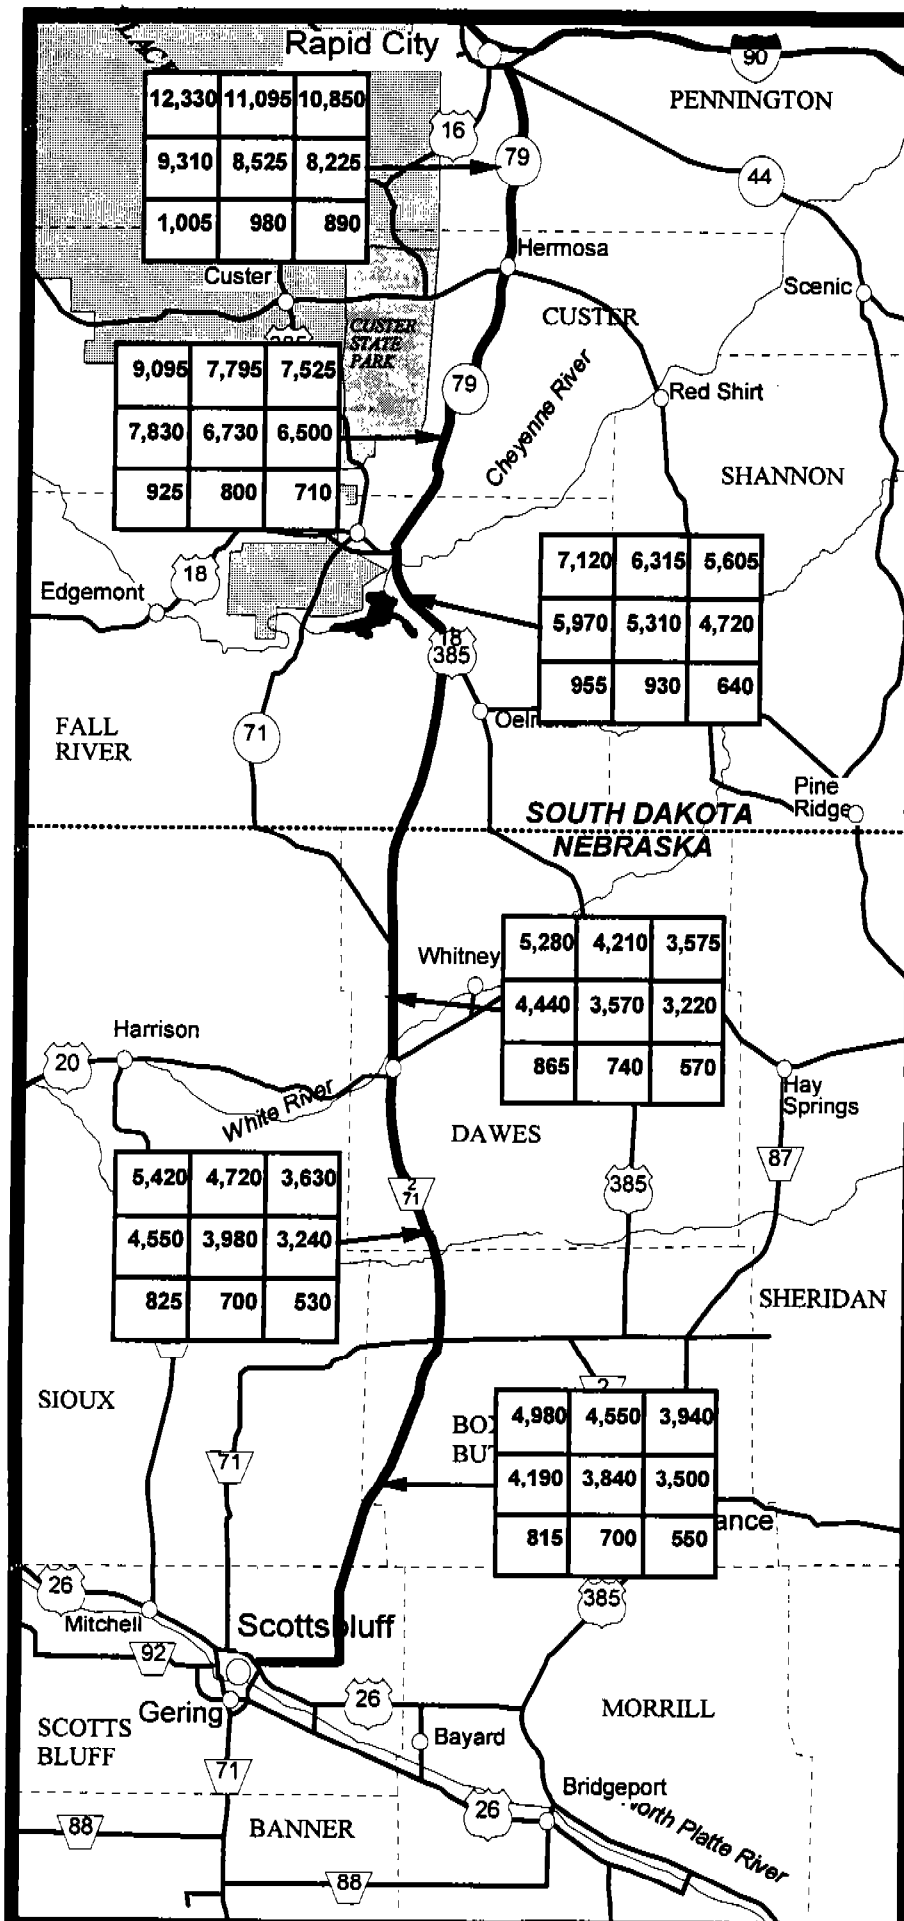 LAC
Rapid City
90
PENNINGTON
12,330 11,095 10,850
9,310 8,525 8,225
1,005 980 890
16
79
44
Hermosa
Custer
Scenic
CUSTER
CUSTER
STATE
PARK
385
79
Cheyenne River
Red Shirt
9,095 7,795 7,525
7,830 6,730 6,500
925 800 710
SHANNON
18
Edgemont
7,120 6,315 5,605
5,970 5,310 4,720
955 930 640
18
385
Oelri
FALL
RIVER
71
Pine
Ridge
SOUTH DAKOTA
NEBRASKA
5,280 4,210 3,575
4,440 3,570 3,220
865 740 570
Whitney
Harrison
20
White River
Hay
Springs
DAWES
87
5,420 4,720 3,630
4,550 3,980 3,240
825 700 530
2
71
385
SHERIDAN
SIOUX
2
BOX
BUT
4,980 4,550 3,940
4,190 3,840 3,500
815 700 550
71
ance
26
385
Mitchell
Scottsbluff
92
26
Gering
MORRILL
SCOTTS
BLUFF
Bayard
71
Bridgeport
26
North Platte River
88
BANNER
88